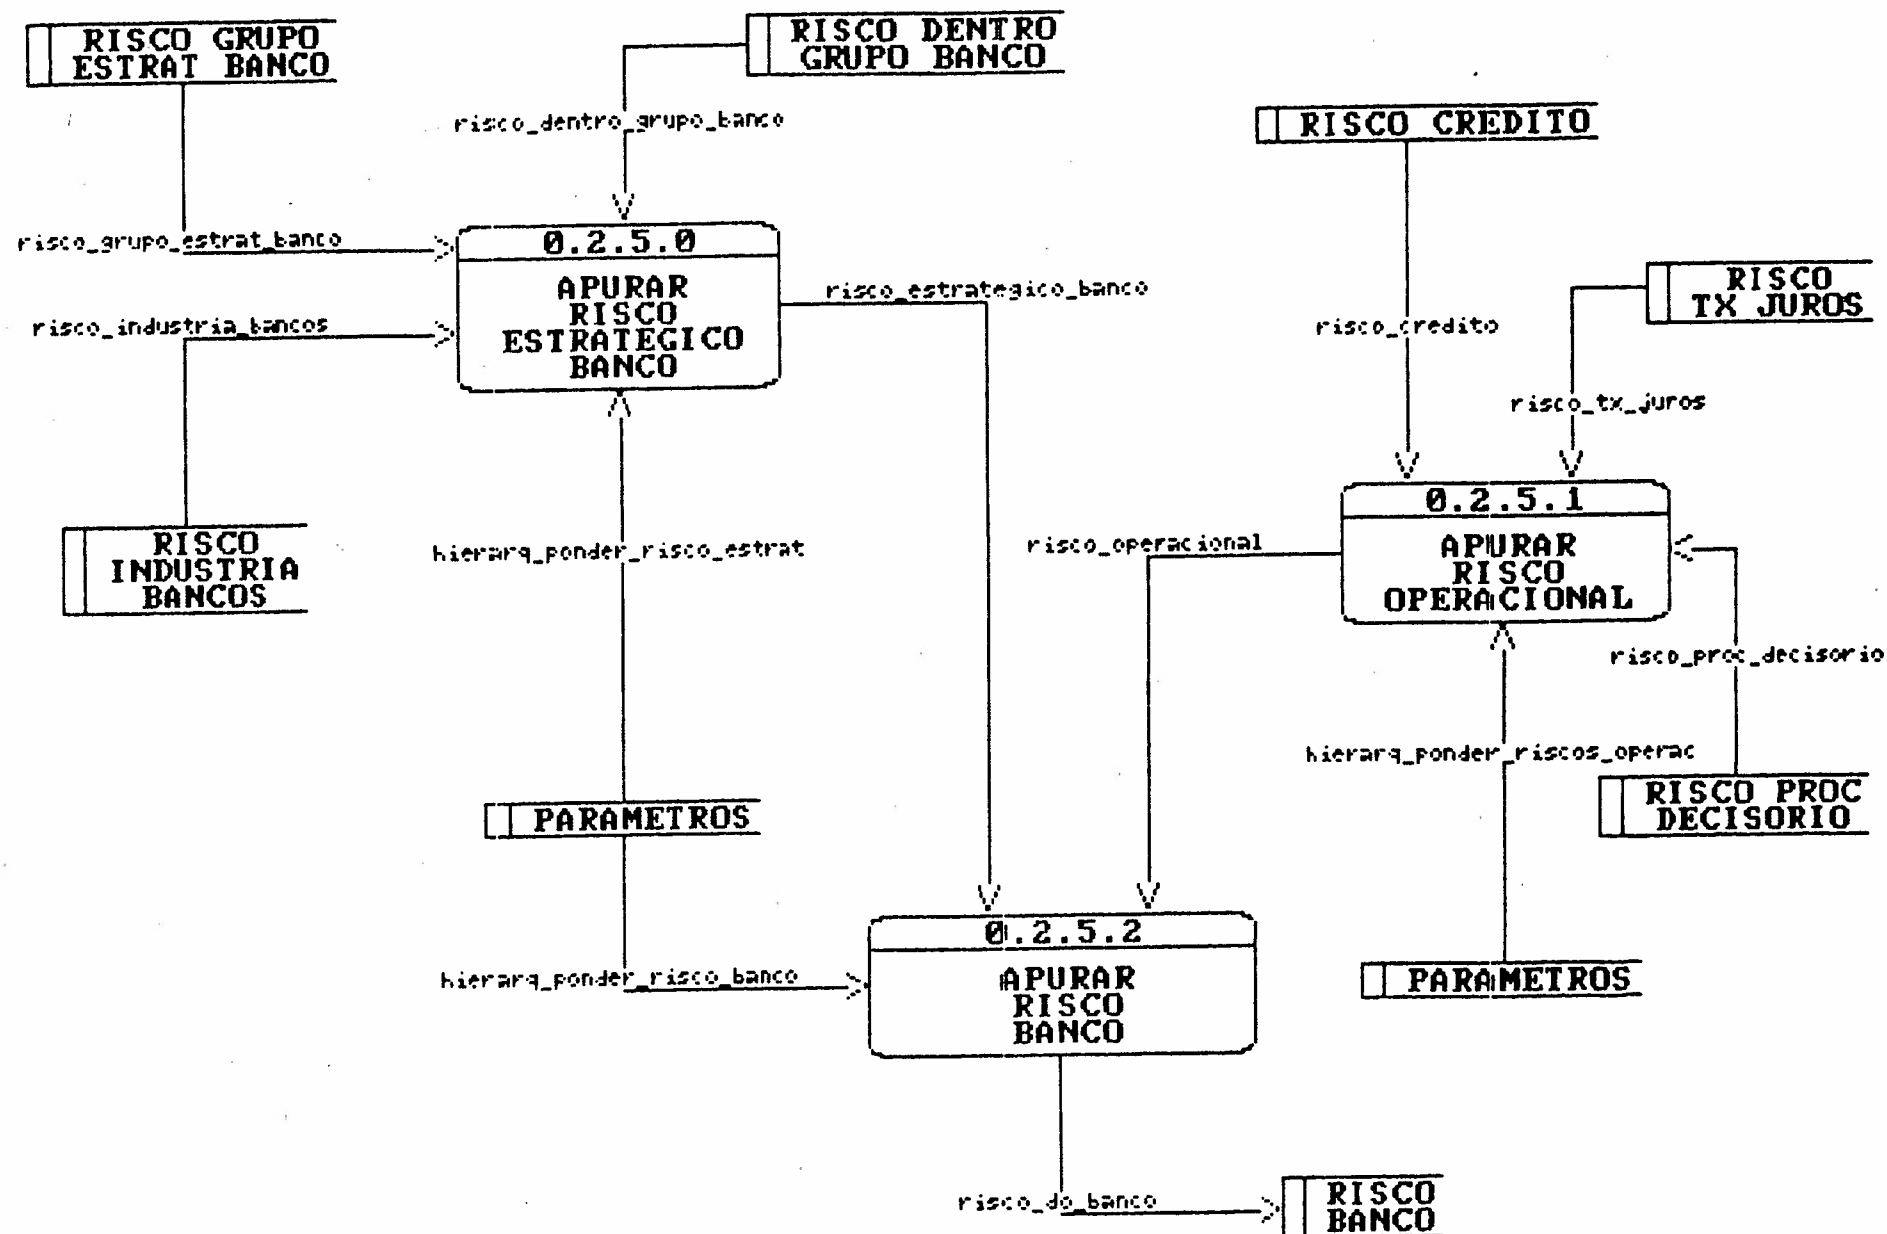 RISCO GRUPO
ESTRAT BANCO
RISCO DENTRO
GRUPO BANCO
risco_dentro_grupo_banco
RISCO CREDITO
risco_grupo_estrat_banco
0.2.5.0
APURAR
RISCO
ESTRATEGICO
BANCO
risco_estrategico_banco
RISCO
TX JUROS
risco_industria_bancos
risco_credito
risco_tx_juros
0.2.5.1
APURAR
RISCO
OPERACIONAL
RISCO
INDUSTRIA
BANCOS
hierarq_ponder_risco_estrat
risco_operacional
risco_proc_decisorio
hierarq_ponder_riscos_operac
RISCO PROC
DECISORIO
PARAMETROS
0.2.5.2
APURAR
RISCO
BANCO
hierarq_ponder_risco_banco
PARAMETROS
risco_do_banco
RISCO
BANCO